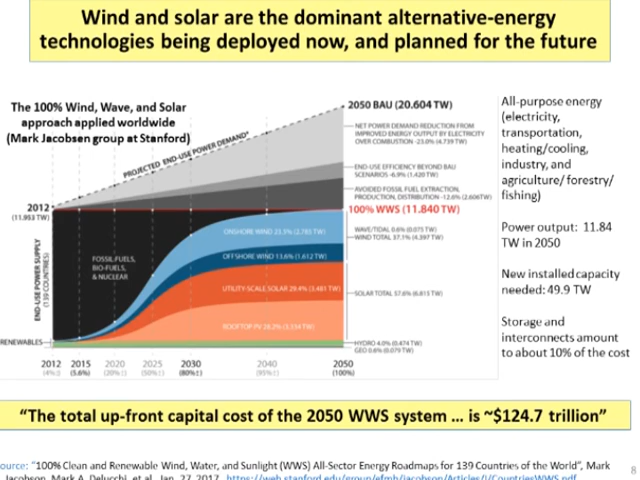 Wind and solar are the dominant alternative-energy
technologies being deployed now, and planned for the future
The 100% Wind, Wave, and Solar
approach applied worldwide
(Mark Jacobsen group at Stanford)
2050 BAU (20.604 TW)
PROJECTED END-USE POWER DEMAND*
NET POWER DEMAND REDUCTION FROM
IMPROVED ENERGY OUTPUT BY ELECTRICITY
OVER COMBUSTION -23.0% (4.739 TW)
END-USE EFFICIENCY BEYOND BAU
SCENARIOS -6.9% (1.420 TW)
AVOIDED FOSSIL FUEL EXTRACTION,
PRODUCTION, DISTRIBUTION -12.6% (2.606TW)
2012
(11.953 TW)
100% WWS (11.840 TW)
END-USE POWER SUPPLY
(139 COUNTRIES)
FOSSIL-FUELS,
BIO-FUELS,
& NUCLEAR
ONSHORE WIND 23.5% (2.785 TW)
OFFSHORE WIND 13.6% (1.612 TW)
UTILITY-SCALE SOLAR 29.4% (3.481 TW)
ROOFTOP PV 28.2% (3.334 TW)
WAVE/TIDAL 0.6% (0.075 TW)
WIND TOTAL 37.1% (4.397 TW)
SOLAR TOTAL 57.6% (6.815 TW)
HYDRO 4.0% (0.474 TW)
GEO 0.6% (0.079 TW)
RENEWABLES
2012 2015 2020 2025 2030 2040 2050
(5.6%) (20%‡) (50%‡) (80%‡) (95%‡) (100%)
All-purpose energy
(electricity,
transportation,
heating/cooling,
industry, and
agriculture/ forestry/
fishing)
Power output: 11.84
TW in 2050
New installed capacity
needed: 49.9 TW
Storage and
interconnects amount
to about 10% of the cost
“The total up-front capital cost of the 2050 WWS system … is ~$124.7 trillion”
ource: “100% Clean and Renewable Wind, Water, and Sunlight (WWS) All-Sector Energy Roadmaps for 139 Countries of the World”, Mark
Jacobson, Mark A. Delucchi, et al, Jan. 27, 2017. https://web.stanford.edu/group/efmh/jacobson/Articles/I/CountriesWWS.pdf
8